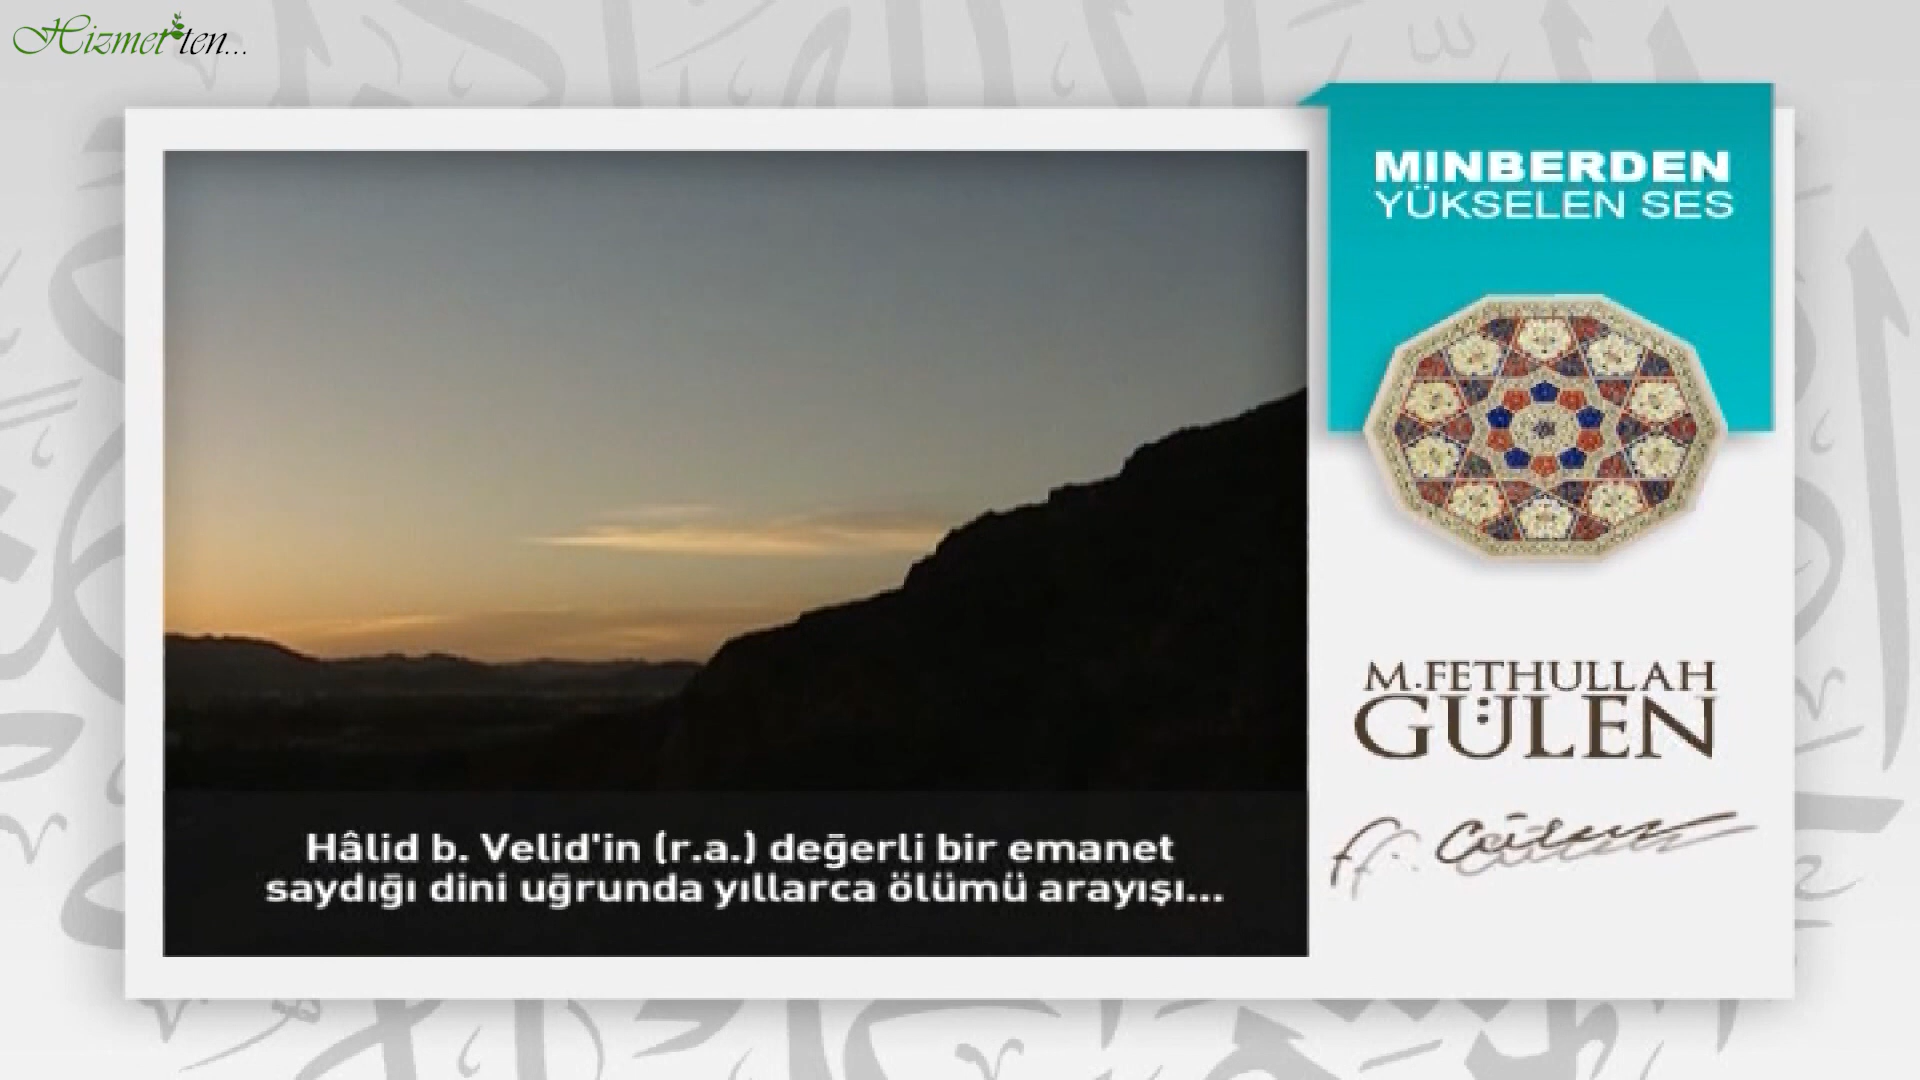 Hizmet'ten...
MINBERDEN
YÜKSELEN SES
M.FETHULLAH
GÜLEN
F. Gülen
Hâlid b. Velid'in (r.a.) değerli bir emanet
saydığı dini uğrunda yıllarca ölümü arayışı...